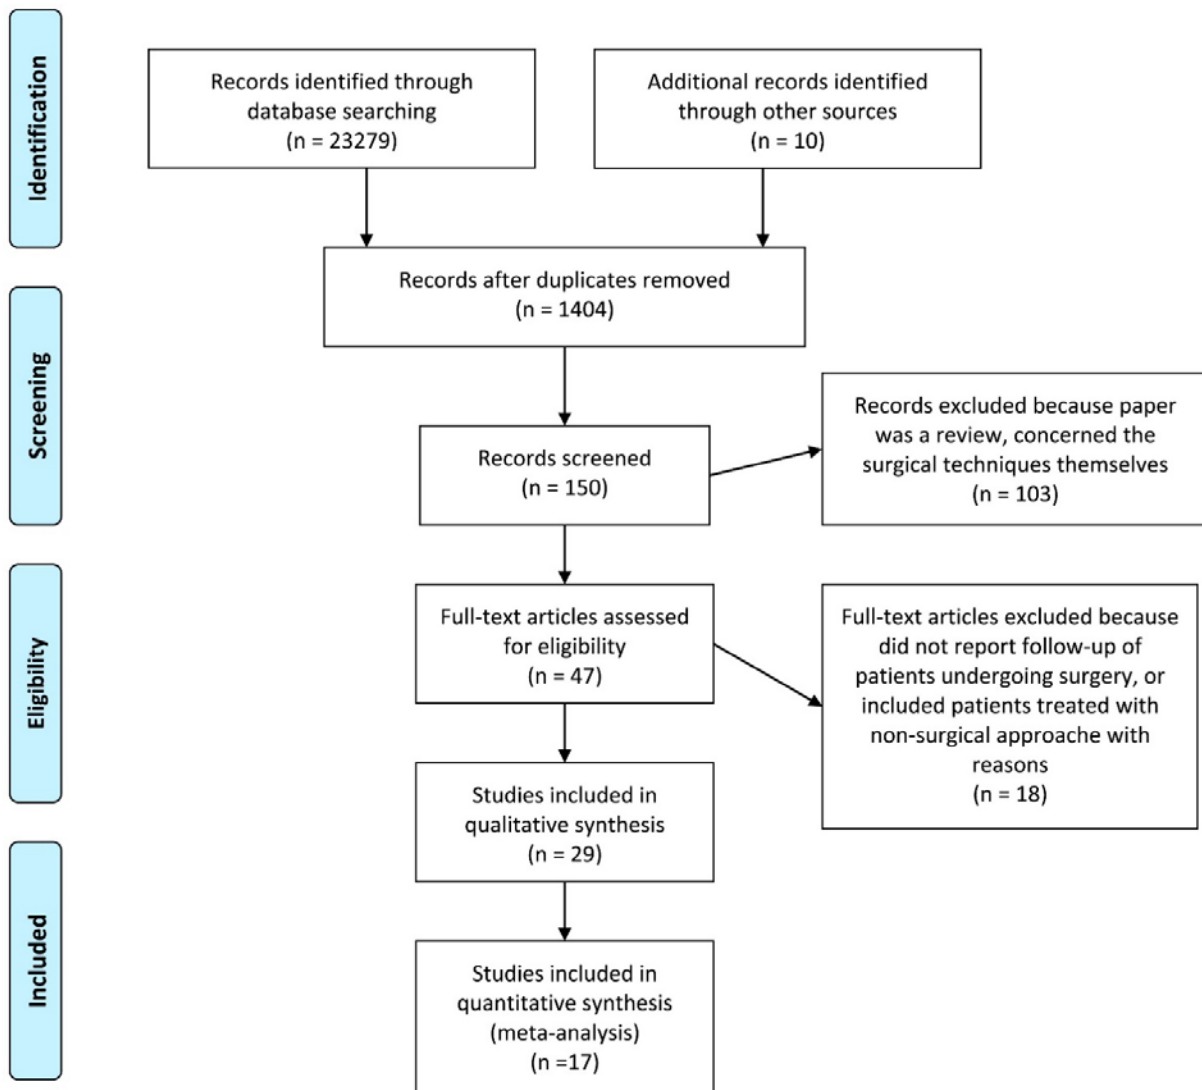 Identification
Records identified through
database searching
(n = 23279)
Additional records identified
through other sources
(n = 10)
Records after duplicates removed
(n = 1404)
Screening
Records screened
(n = 150)
Records excluded because paper
was a review, concerned the
surgical techniques themselves
(n = 103)
Eligibility
Full-text articles assessed
for eligibility
(n = 47)
Full-text articles excluded because
did not report follow-up of
patients undergoing surgery, or
included patients treated with
non-surgical approache with
reasons
(n = 18)
Studies included in
qualitative synthesis
(n = 29)
Included
Studies included in
quantitative synthesis
(meta-analysis)
(n =17)